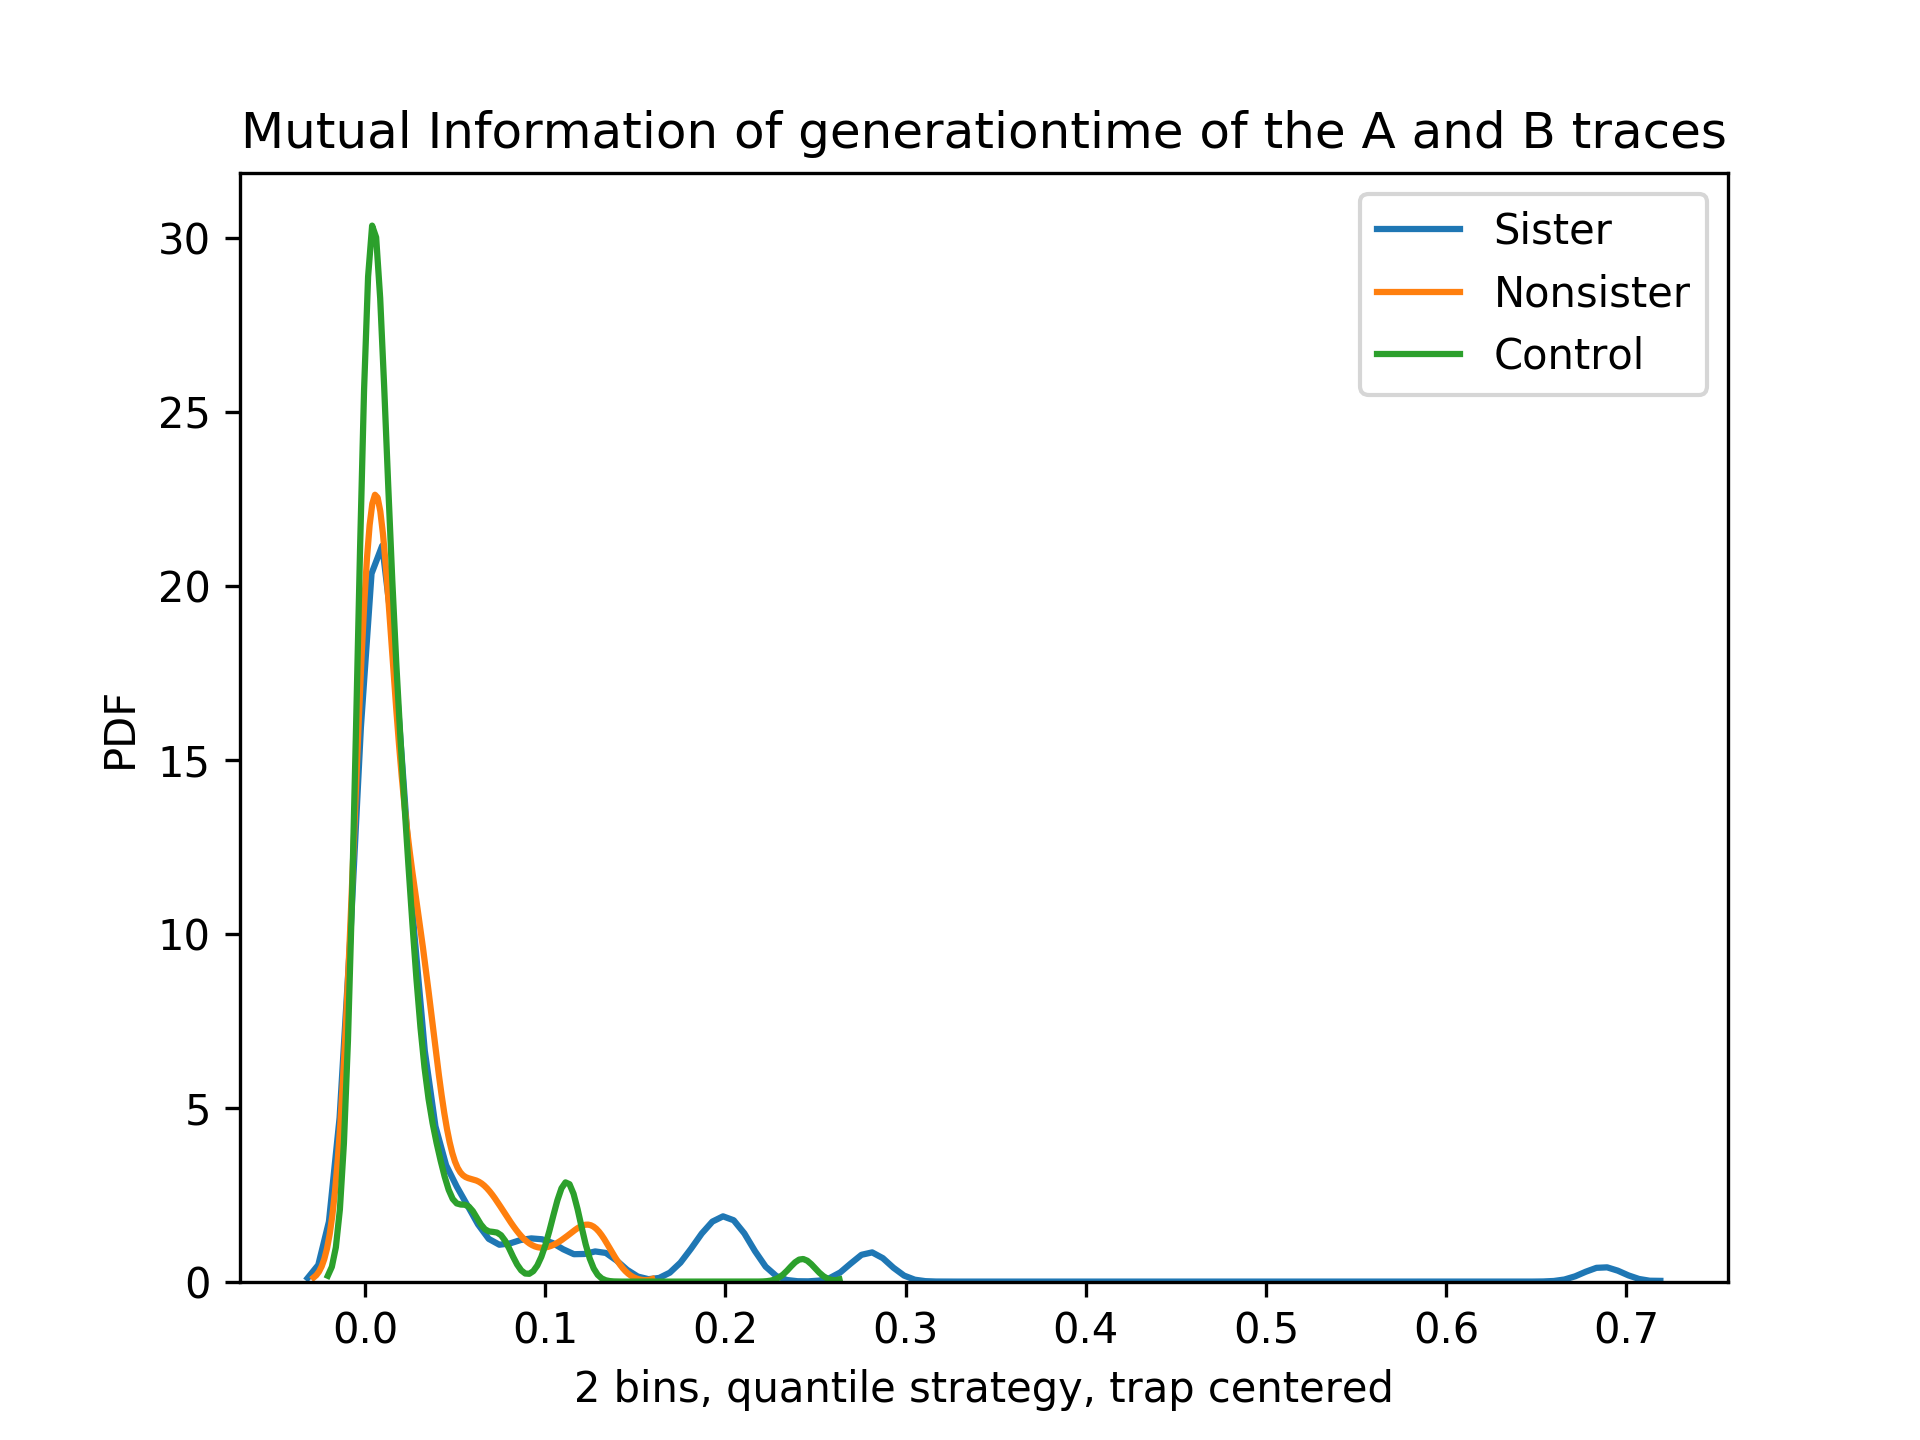 Mutual Information of generationtime of the A and B traces
Sister
Nonsister
Control
30
25
20
15
10
5
0
PDF
0.0 0.1 0.2 0.3 0.4 0.5 0.6 0.7
2 bins, quantile strategy, trap centered